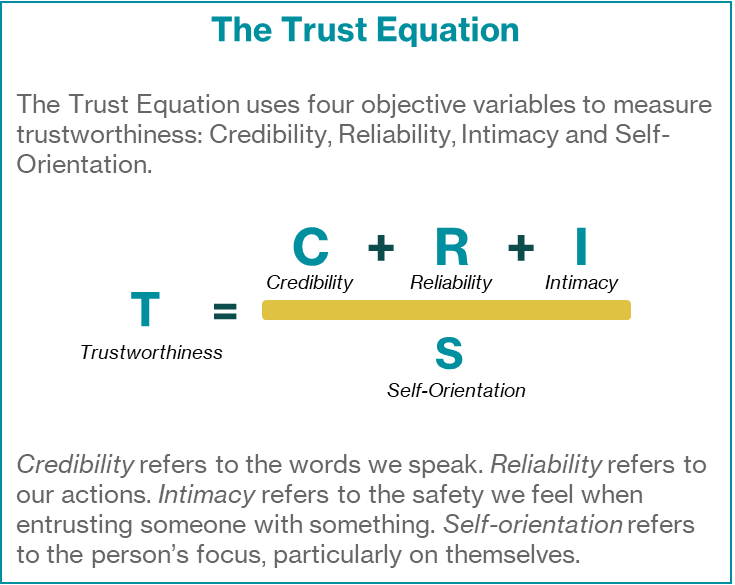 The Trust Equation
The Trust Equation uses four objective variables to measure
trustworthiness: Credibility, Reliability, Intimacy and Self-
Orientation.
C + R + I
Credibility Reliability Intimacy
T =
Trustworthiness
S
Self-Orientation
Credibility refers to the words we speak. Reliability refers to
our actions. Intimacy refers to the safety we feel when
entrusting someone with something. Self-orientation refers
to the person’s focus, particularly on themselves.